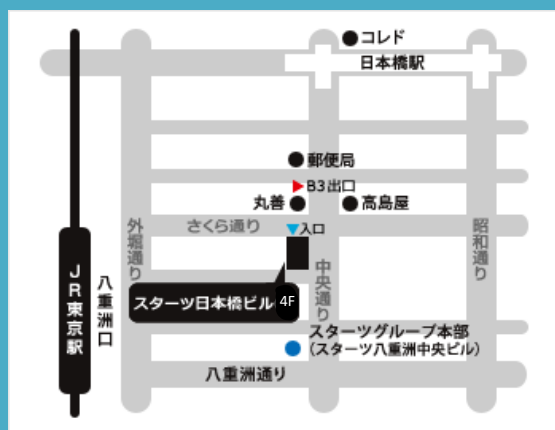 コレド
日本橋駅
郵便局
B3出口
丸善
高島屋
さくら通り
入口
外堀通り
中央通り
昭和通り
JR東京駅
八重洲口
スターツ日本橋ビル 4F
スターツグループ本部
(スターツ八重洲中央ビル)
八重洲通り